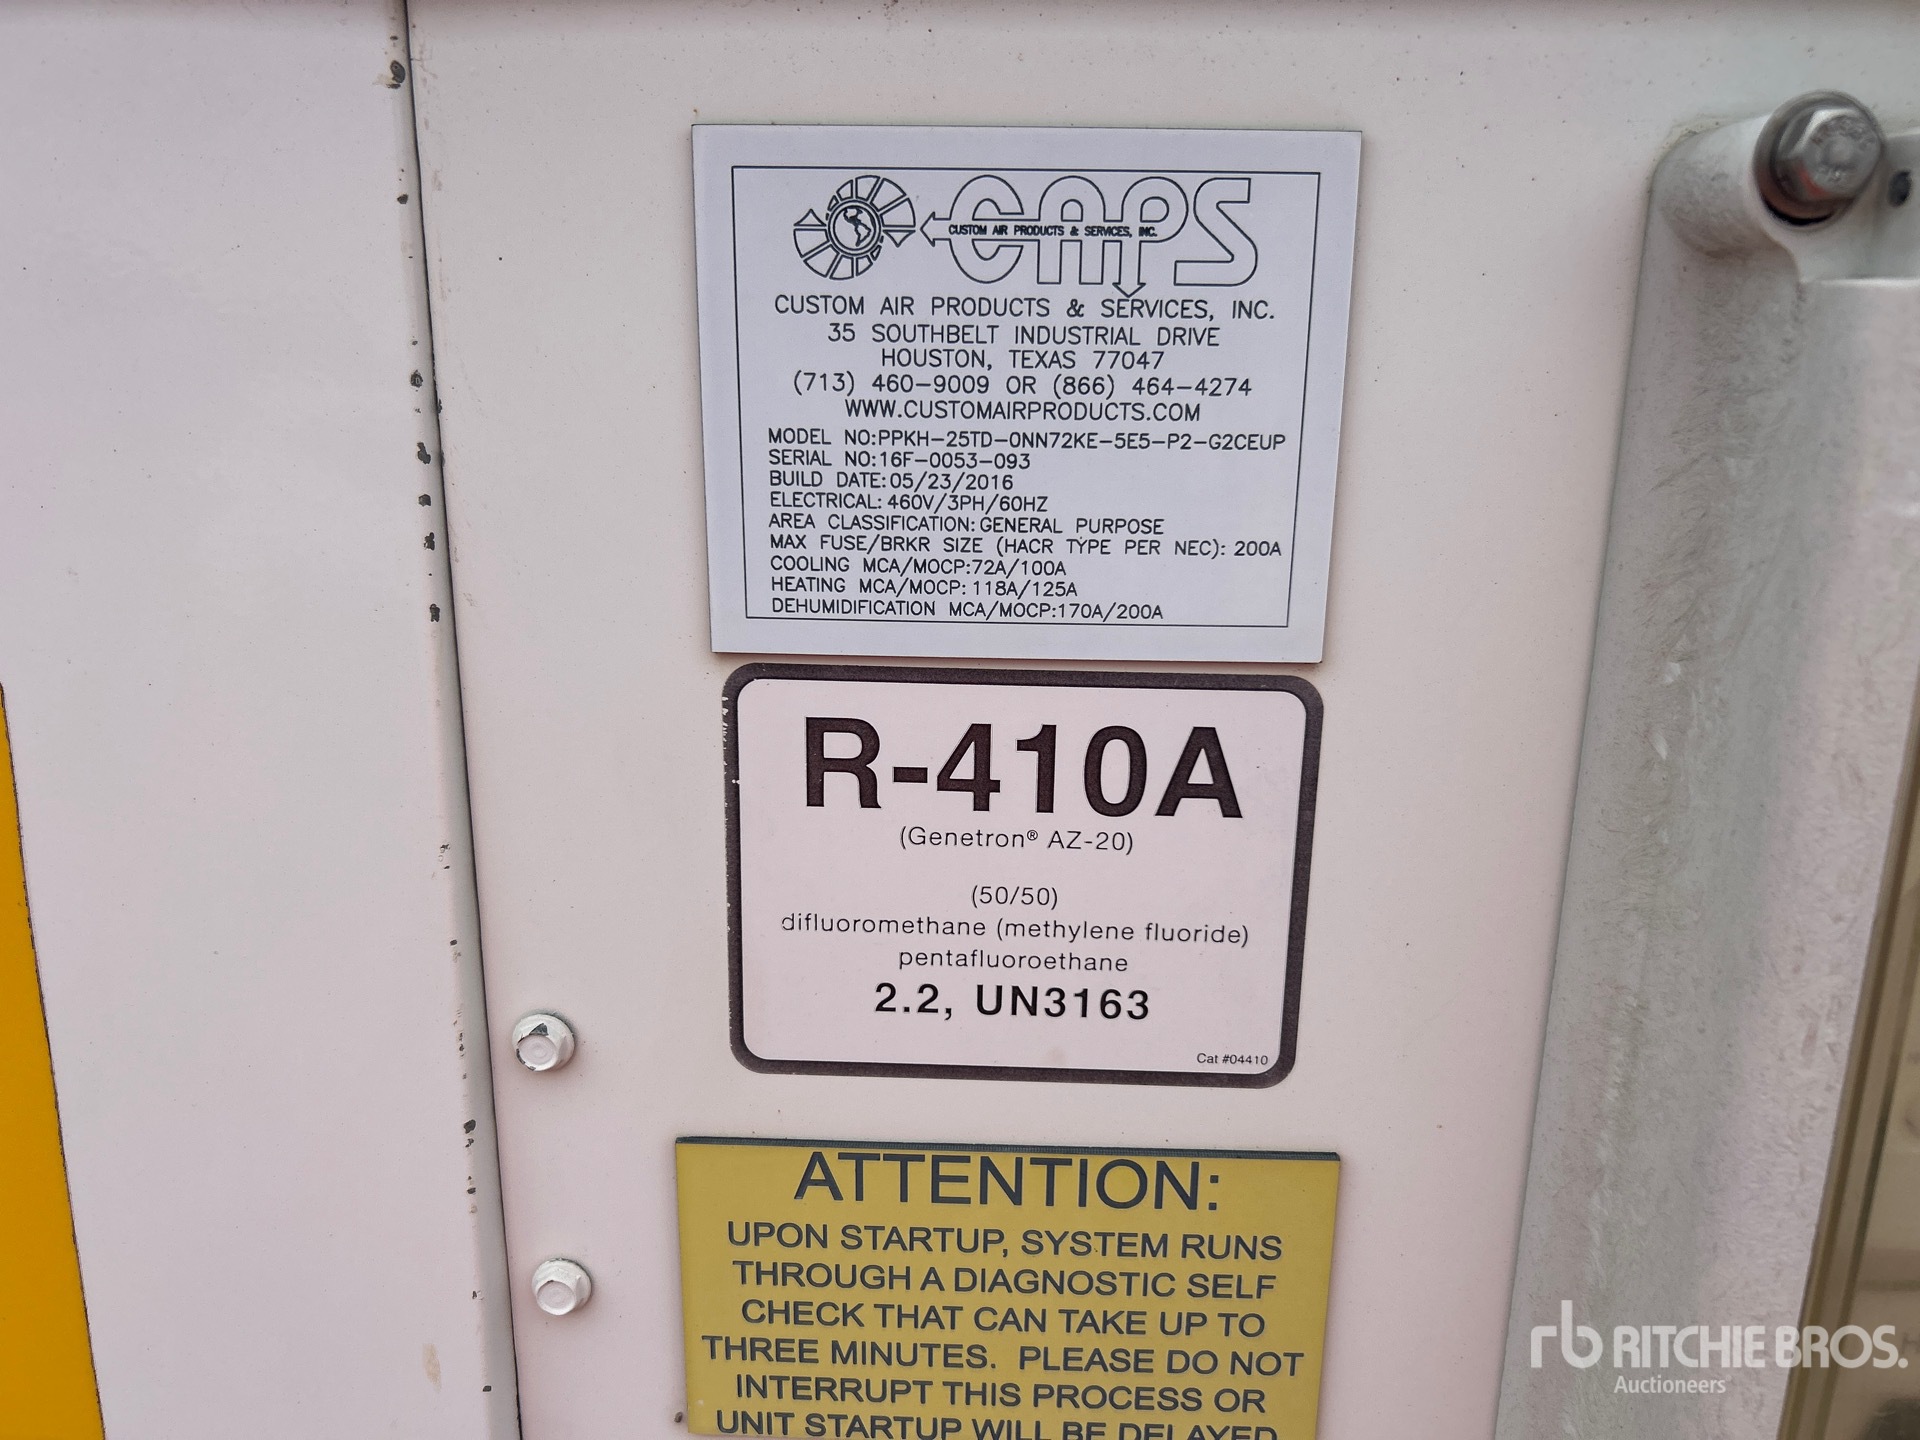 CAPS
CUSTOM AIR PRODUCTS & SERVICES, INC.
CUSTOM AIR PRODUCTS & SERVICES, INC.
35 SOUTHBELT INDUSTRIAL DRIVE
HOUSTON, TEXAS 77047
(713) 460-9009 OR (866) 464-4274
WWW.CUSTOMAIRPRODUCTS.COM
MODEL NO:PPKH-25TD-0NN72KE-5E5-P2-G2CEUP
SERIAL NO:16F-0053-093
BUILD DATE:05/23/2016
ELECTRICAL: 460V/3PH/60HZ
AREA CLASSIFICATION:GENERAL PURPOSE
MAX FUSE/BRKR SIZE (HACR TYPE PER NEC): 200A
COOLING MCA/MOCP:72A/100A
HEATING MCA/MOCP: 118A/125A
DEHUMIDIFICATION MCA/MOCP:170A/200A
R-410A
(Genetron® AZ-20)
(50/50)
difluoromethane (methylene fluoride)
pentafluoroethane
2.2, UN3163
Cat #04410
ATTENTION:
UPON STARTUP, SYSTEM RUNS
THROUGH A DIAGNOSTIC SELF
CHECK THAT CAN TAKE UP TO
THREE MINUTES. PLEASE DO NOT
INTERRUPT THIS PROCESS OR
UNIT STARTUP WILL BE DELAYED
rb RITCHIE BROS.
Auctioneers